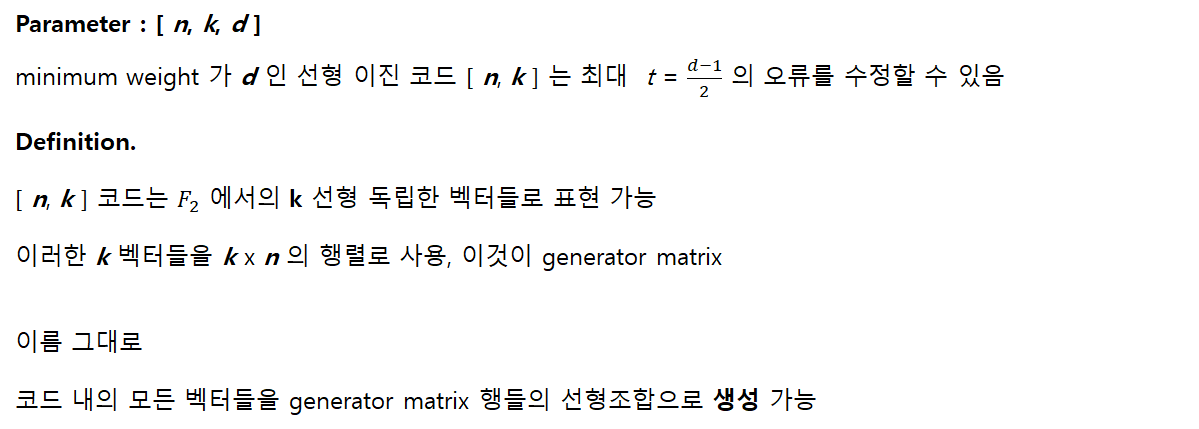 Parameter : [ n, k, d ]
minimum weight 가 d 인 선형 이진 코드 [ n, k ] 는 최대 t = \frac{d-1}{2} 의 오류를 수정할 수 있음
Definition.
[ n, k ] 코드는 F₂ 에서의 k 선형 독립한 벡터들로 표현 가능
이러한 k 벡터들을 k x n 의 행렬로 사용, 이것이 generator matrix
이름 그대로
코드 내의 모든 벡터들을 generator matrix 행들의 선형조합으로 생성 가능